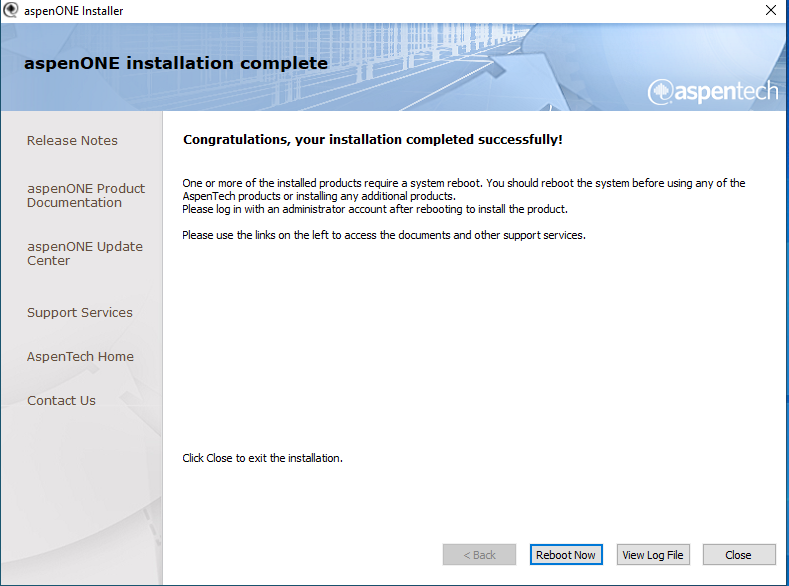 aspenONE Installer
aspenONE installation complete
aspentech
Release Notes
aspenONE Product
Documentation
aspenONE Update
Center
Support Services
AspenTech Home
Contact Us
Congratulations, your installation completed successfully!
One or more of the installed products require a system reboot. You should reboot the system before using any of the
AspenTech products or installing any additional products.
Please log in with an administrator account after rebooting to install the product.
Please use the links on the left to access the documents and other support services.
Click Close to exit the installation.
< Back
Reboot Now
View Log File
Close